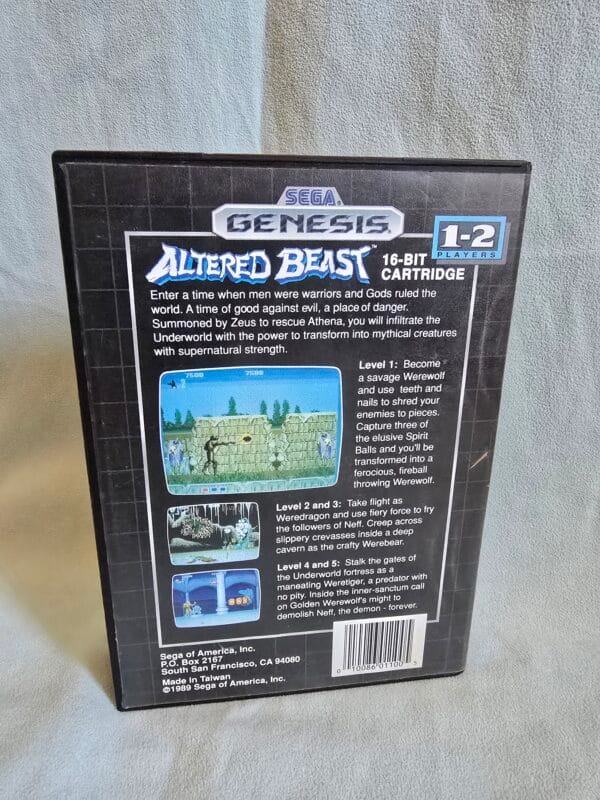 SEGA®
GENESIS
1-2
PLAYERS
ALTERED BEAST™
16-BIT
CARTRIDGE
Enter a time when men were warriors and Gods ruled the
world. A time of good against evil, a place of danger.
Summoned by Zeus to rescue Athena, you will infiltrate the
Underworld with the power to transform into mythical creatures
with supernatural strength.
7500 7500
Level 1: Become
a savage Werewolf
and use teeth and
nails to shred your
enemies to pieces.
Capture three of
the elusive Spirit
Balls and you'll be
transformed into a
ferocious, fireball
throwing Werewolf.
Level 2 and 3: Take flight as
Weredragon and use fiery force to fry
the followers of Neff. Creep across
slippery crevasses inside a deep
cavern as the crafty Werebear.
Level 4 and 5: Stalk the gates of
the Underworld fortress as a
maneating Weretiger, a predator with
no pity. Inside the inner-sanctum call
on Golden Werewolf's might to
demolish Neff, the demon - forever.
Sega of America, Inc.
P.O. Box 2167
South San Francisco, CA 94080
Made in Taiwan
©1989 Sega of America, Inc.
0 10086 01100 5